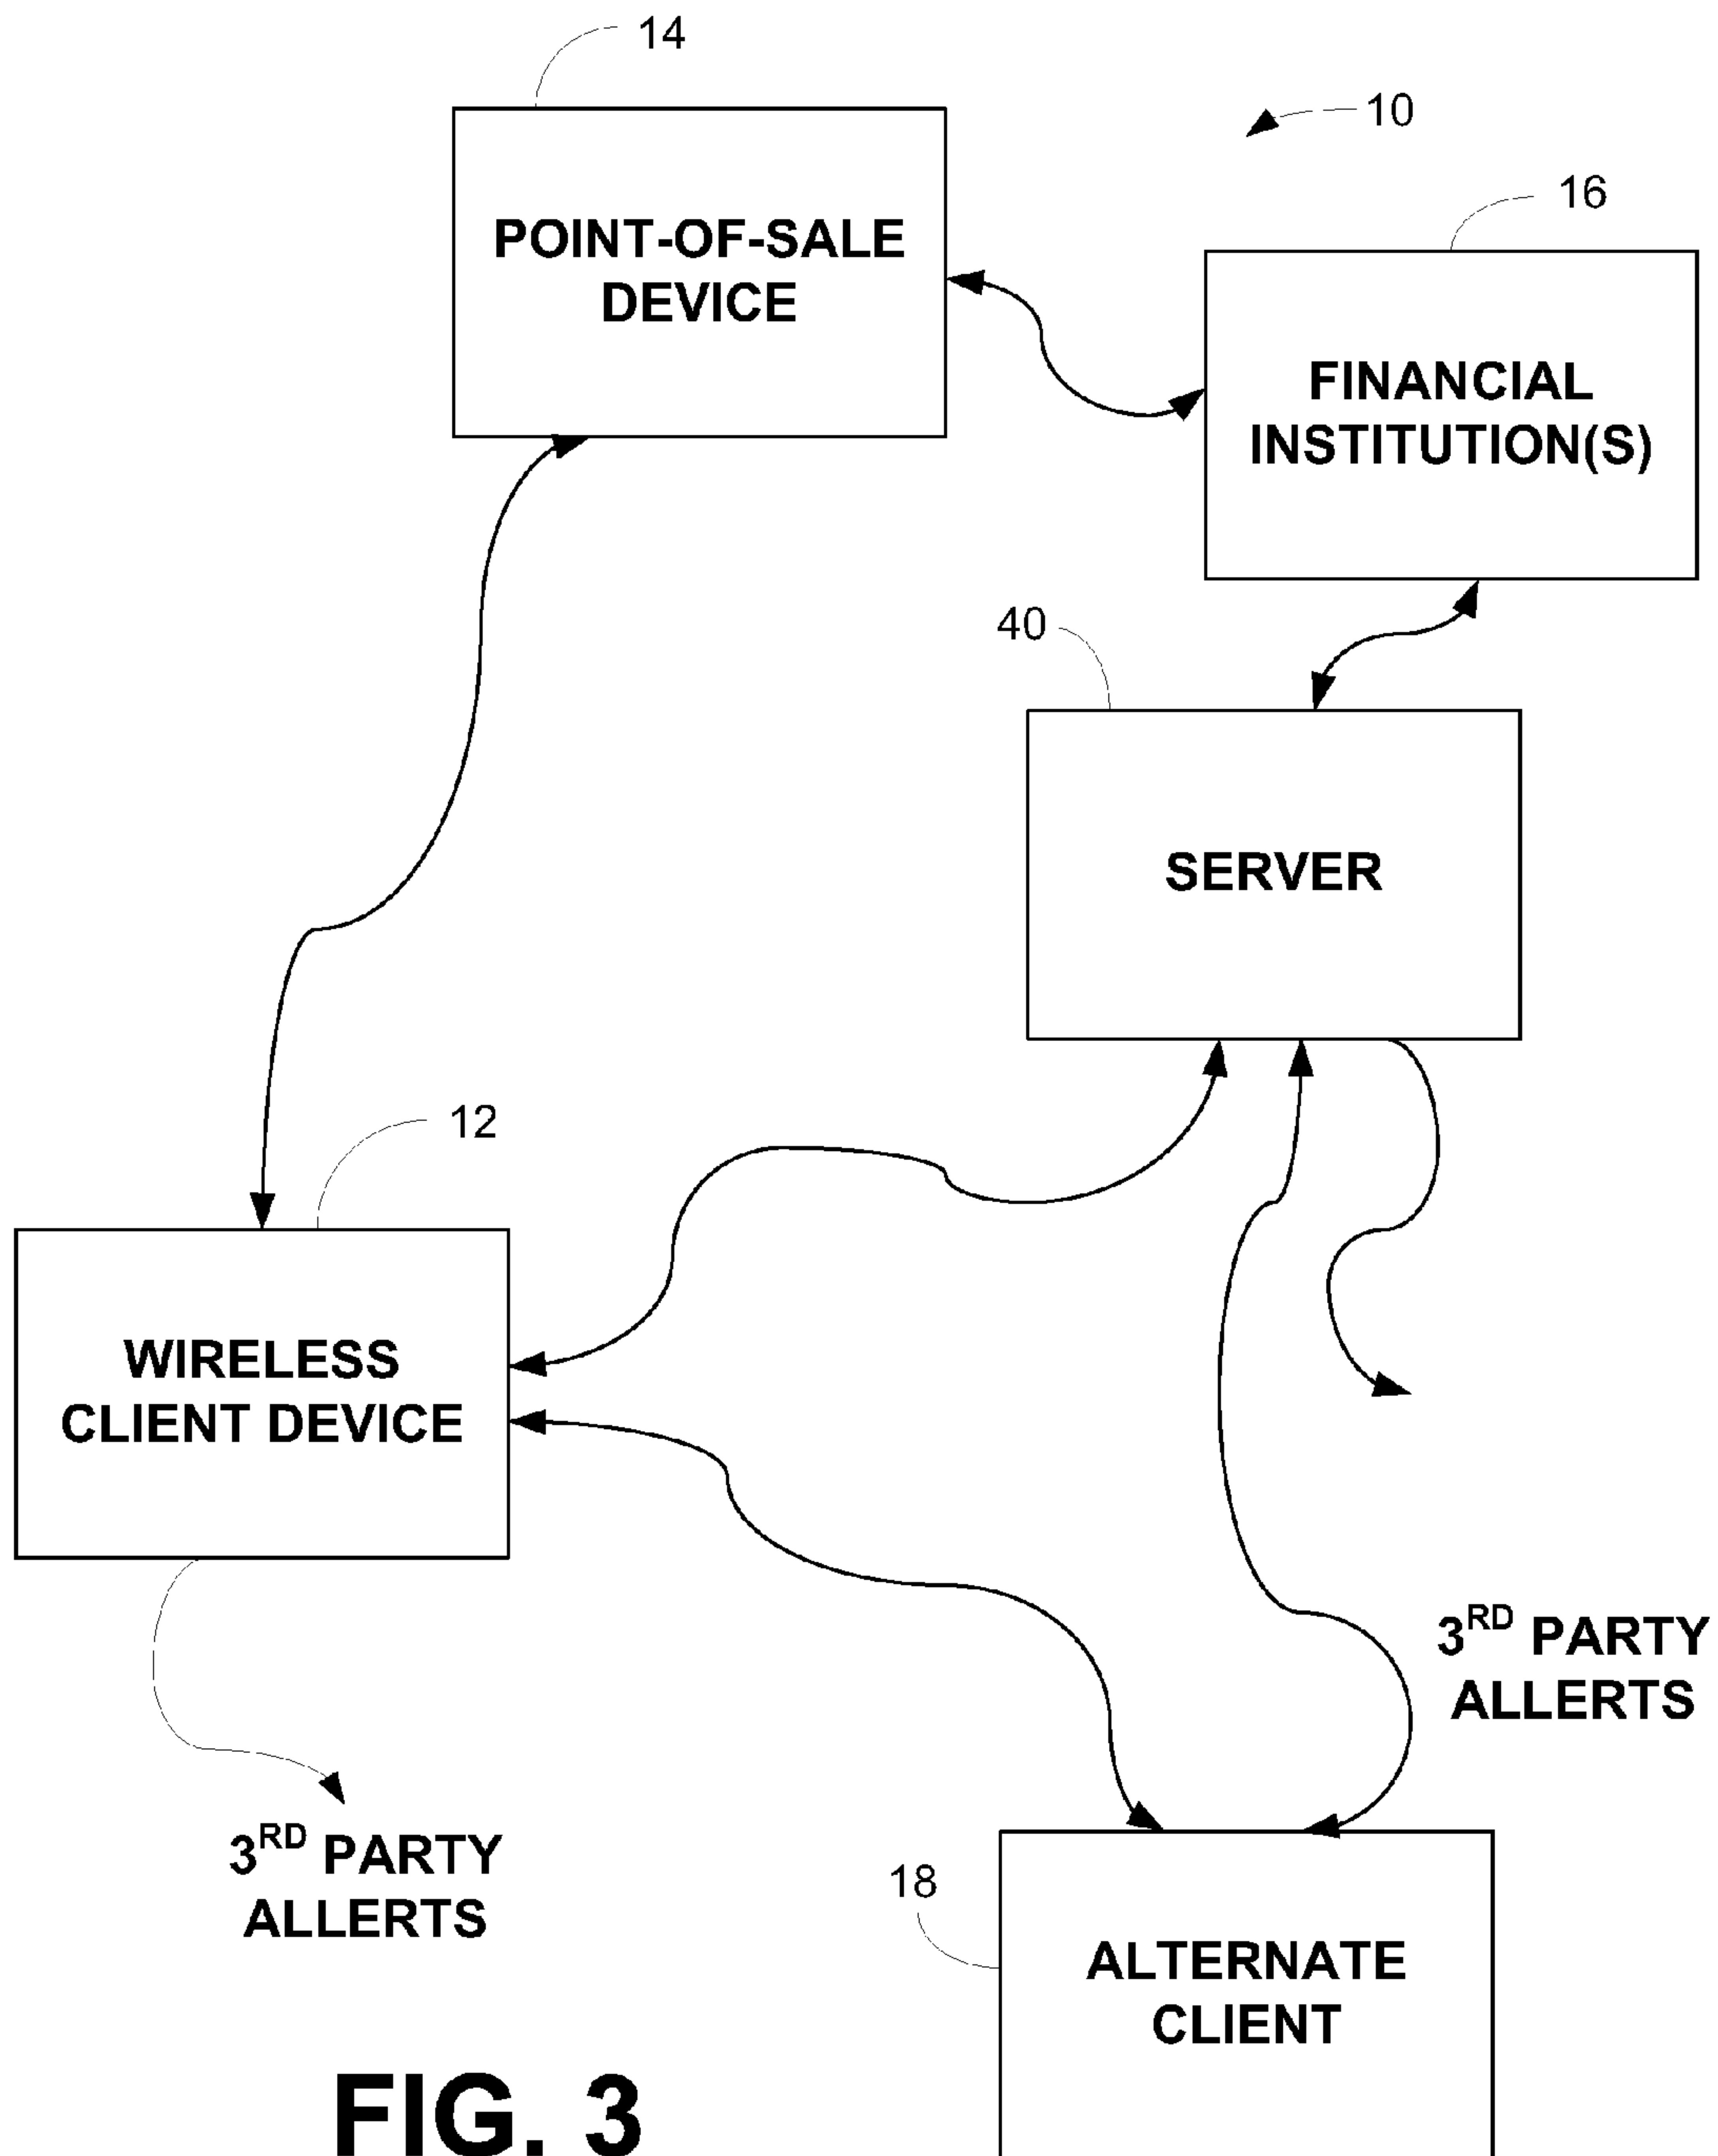 14
10
POINT-OF-SALE
DEVICE
16
FINANCIAL
INSTITUTION(S)
40
SERVER
12
WIRELESS
CLIENT DEVICE
3RD PARTY
ALLERTS
3RD PARTY
ALLERTS
18
ALTERNATE
CLIENT
FIG. 3